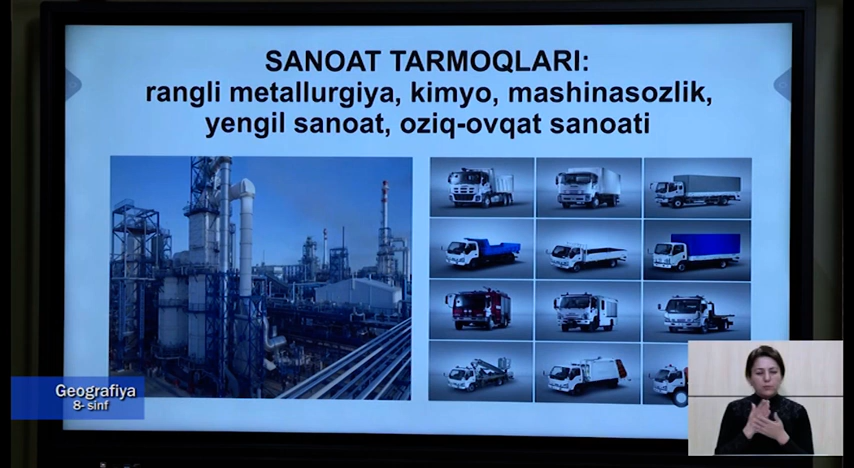 SANOAT TARMOQLARI:
rangli metallurgiya, kimyo, mashinasozlik,
yengil sanoat, oziq-ovqat sanoati
Geografiya
8- sinf